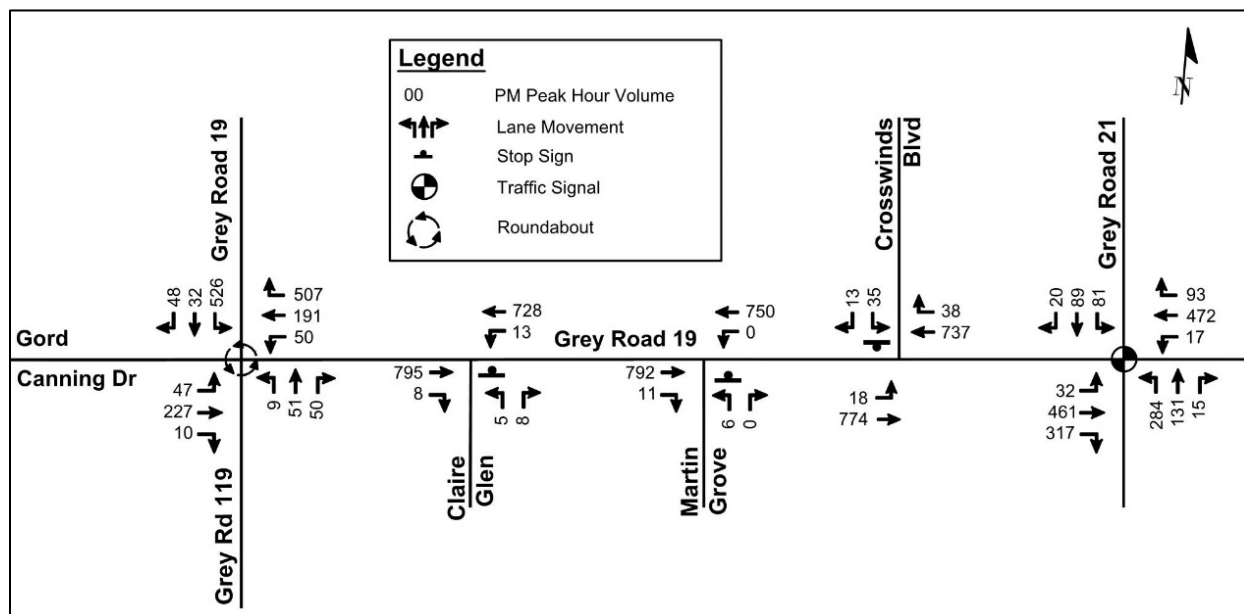 Legend
00 PM Peak Hour Volume
Lane Movement
Stop Sign
Traffic Signal
Roundabout
N
Grey Road 19
Crosswinds
Blvd
Grey Road 21
48 32 526
507
191
50
728
13
750
0
13 35
38
737
20 89 81
93
472
17
Gord
Canning Dr
Grey Road 19
47
227
10
9 51 50
795
8
5 8
792
11
6 0
18
774
32
461
317
284 131 15
Claire
Glen
Martin
Grove
Grey Rd 119